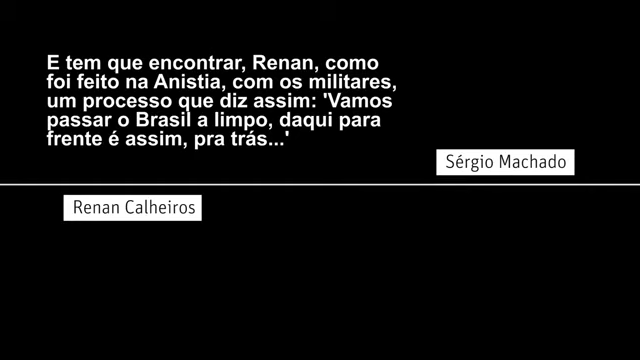 E tem que encontrar, Renan, como
foi feito na Anistia, com os militares,
um processo que diz assim: 'Vamos
passar o Brasil a limpo, daqui para
frente é assim, pra trás...'
Sérgio Machado
Renan Calheiros